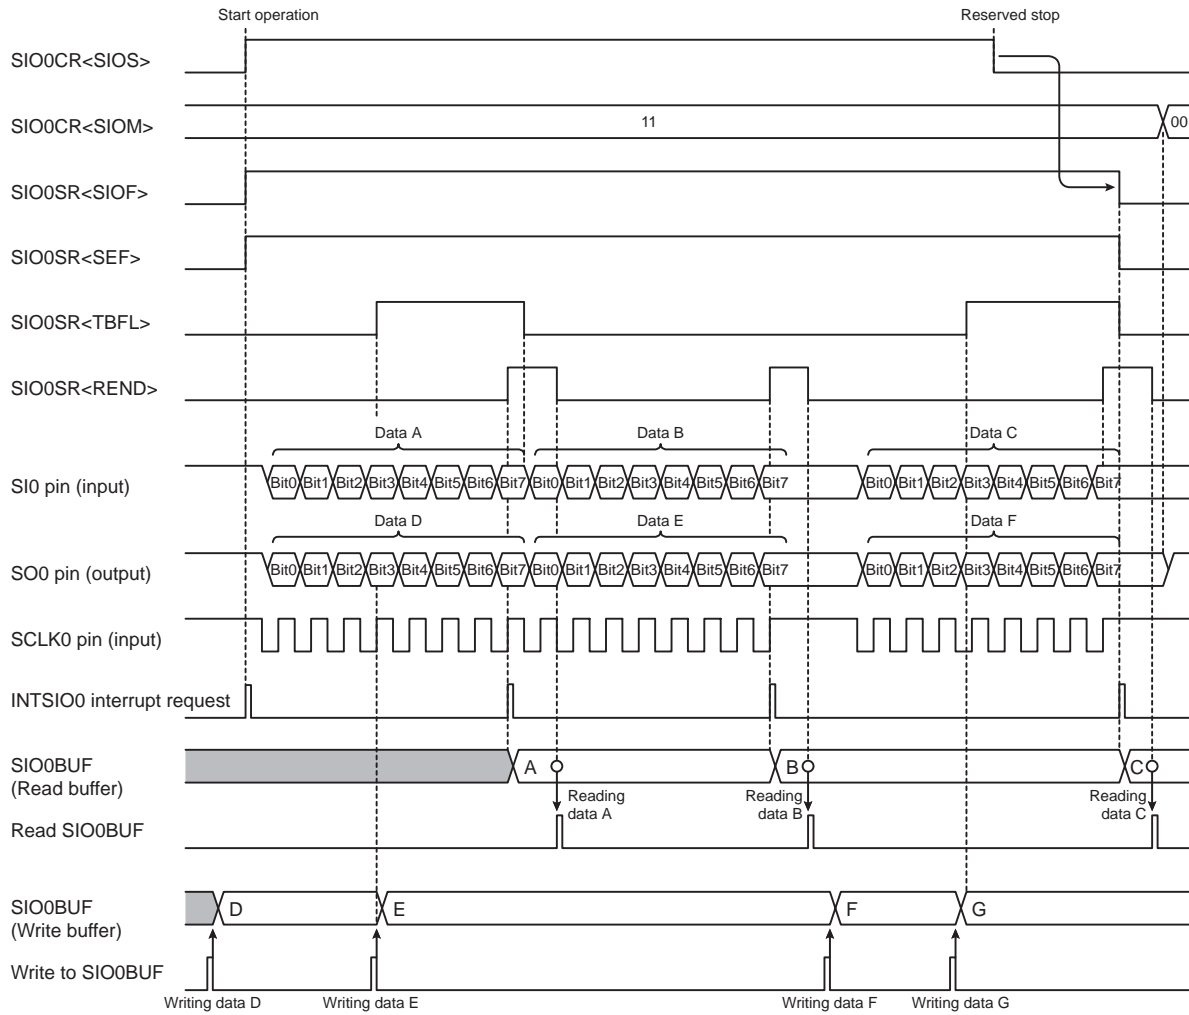 Start operation
Reserved stop
SIO0CR<SIOS>
SIO0CR<SIOM>
11
00
SIO0SR<SIOF>
SIO0SR<SEF>
SIO0SR<TBFL>
SIO0SR<REND>
Data A
Data B
Data C
SI0 pin (input)
Bit0 Bit1 Bit2 Bit3 Bit4 Bit5 Bit6 Bit7 Bit0 Bit1 Bit2 Bit3 Bit4 Bit5 Bit6 Bit7 Bit0 Bit1 Bit2 Bit3 Bit4 Bit5 Bit6 Bit7
Data D
Data E
Data F
SO0 pin (output)
Bit0 Bit1 Bit2 Bit3 Bit4 Bit5 Bit6 Bit7 Bit0 Bit1 Bit2 Bit3 Bit4 Bit5 Bit6 Bit7 Bit0 Bit1 Bit2 Bit3 Bit4 Bit5 Bit6 Bit7
SCLK0 pin (input)
INTSIO0 interrupt request
SIO0BUF
(Read buffer)
A
B
C
Reading
data A
Reading
data B
Reading
data C
Read SIO0BUF
SIO0BUF
(Write buffer)
D
E
F
G
Write to SIO0BUF
Writing data D
Writing data E
Writing data F
Writing data G